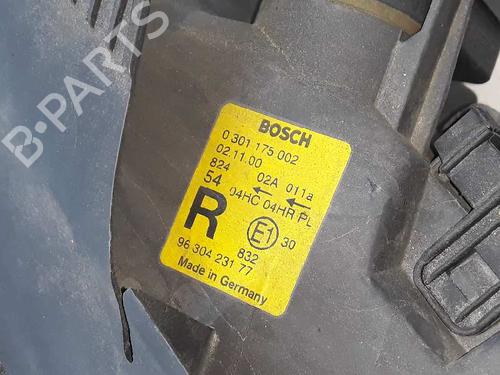 B-PARTS
BOSCH
0 301 175 002
02.11.00
824 02A 011a
54 04HC 04HR PL
R E1 30
832
96 304 231 77
Made in Germany